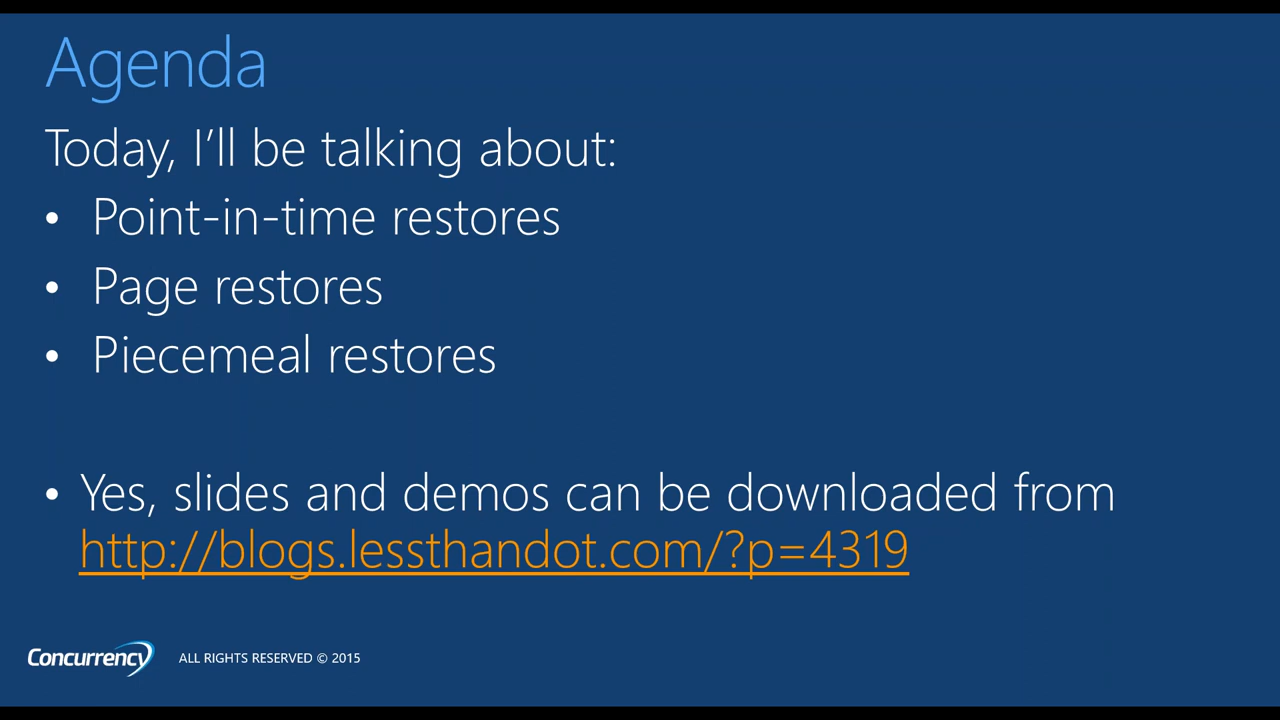 Agenda
Today, I’ll be talking about:
• Point-in-time restores
• Page restores
• Piecemeal restores
• Yes, slides and demos can be downloaded from
http://blogs.lessthandot.com/?p=4319
Concurrency ALL RIGHTS RESERVED © 2015